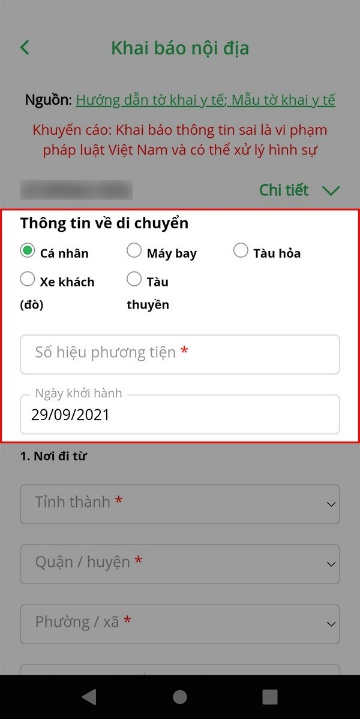 Khai báo nội địa
Nguồn: Hướng dẫn tờ khai y tế; Mẫu tờ khai y tế
Khuyến cáo: Khai báo thông tin sai là vi phạm
pháp luật Việt Nam và có thể xử lý hình sự
Chi tiết
Thông tin về di chuyển
Cá nhân Máy bay Tàu hỏa
Xe khách Tàu
(đò) thuyền
Số hiệu phương tiện *
Ngày khởi hành
29/09/2021
1. Nơi đi từ
Tỉnh thành *
Quận / huyện *
Phường / xã *